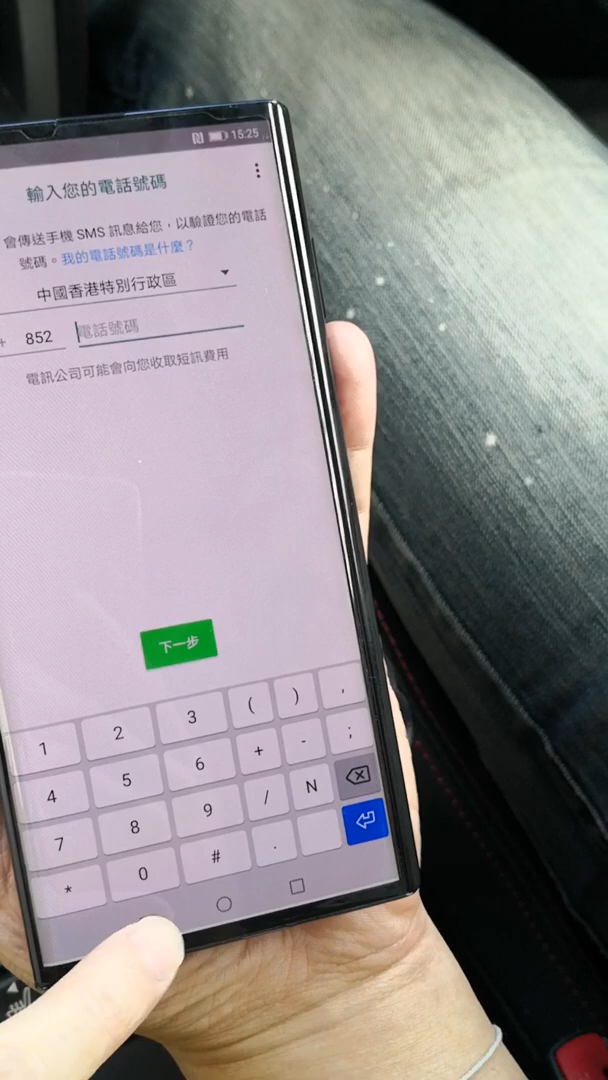 15:25
輸入您的電話號碼
會傳送手機 SMS 訊息給您，以驗證您的電話
號碼。我的電話號碼是什麼？
中國香港特別行政區
+ 852 電話號碼
電訊公司可能會向您收取短訊費用
下一步
1 2 3 ( ) ,
4 5 6 + - ;
7 8 9 / N
* 0 # .